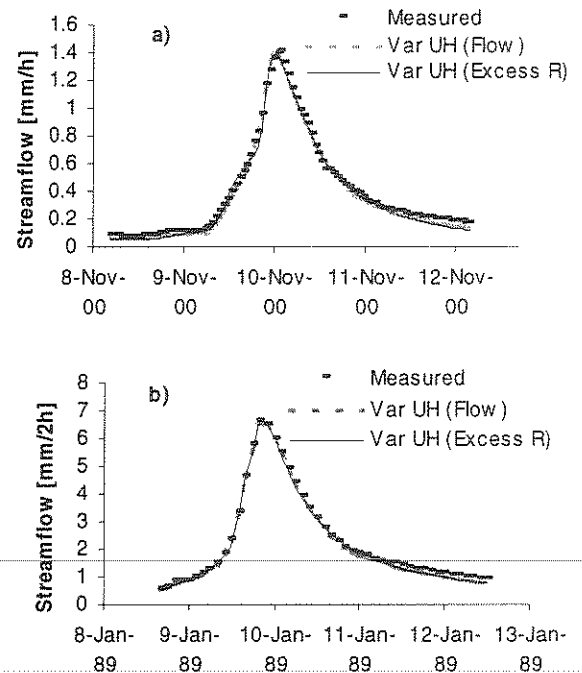 a)
Measured
Var UH (Flow)
Var UH (Excess R)
Streamflow [mm/h]
1.6
1.4
1.2
1
0.8
0.6
0.4
0.2
0
8-Nov-
00
9-Nov-
00
10-Nov-
00
11-Nov-
00
12-Nov-
00
b)
Measured
Var UH (Flow)
Var UH (Excess R)
Streamflow [mm/2h]
8
7
6
5
4
3
2
1
0
8-Jan-
89
9-Jan-
89
10-Jan-
89
11-Jan-
89
12-Jan-
89
13-Jan-
89